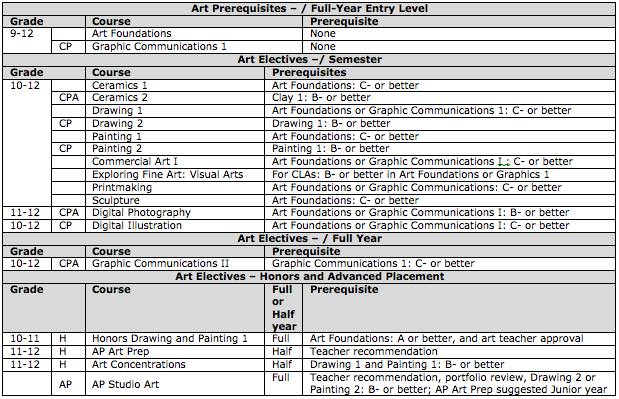 Art Prerequisites – / Full-Year Entry Level
Grade Course Prerequisite
9-12 Art Foundations None
CP Graphic Communications 1 None
Art Electives –/ Semester
Grade Course Prerequisites
10-12 Ceramics 1 Art Foundations: C- or better
CPA Ceramics 2 Clay 1: B- or better
Drawing 1 Art Foundations or Graphic Communications 1: C- or better
CP Drawing 2 Drawing 1: B- or better
Painting 1 Art Foundations: C- or better
CP Painting 2 Painting 1: B- or better
Commercial Art I Art Foundations or Graphic Communications I : C- or better
Exploring Fine Art: Visual Arts For CLAs: B- or better in Art Foundations or Graphics 1
Printmaking Art Foundations or Graphic Communications: C- or better
Sculpture Art Foundations: C- or better
11-12 CPA Digital Photography Art Foundations or Graphic Communications I: B- or better
10-12 CP Digital Illustration Art Foundations or Graphic Communications I: C- or better
Art Electives – / Full Year
Grade Course Prerequisite
10-12 CPA Graphic Communications II Graphic Communications 1: C- or better
Art Electives – Honors and Advanced Placement
Grade Course Full Prerequisite
or
Half
year
10-11 H Honors Drawing and Painting 1 Full Art Foundations: A or better, and art teacher approval
11-12 H AP Art Prep Half Teacher recommendation
11-12 H Art Concentrations Half Drawing 1 and Painting 1: B- or better
AP AP Studio Art Full Teacher recommendation, portfolio review, Drawing 2 or
Painting 2: B- or better; AP Art Prep suggested Junior year